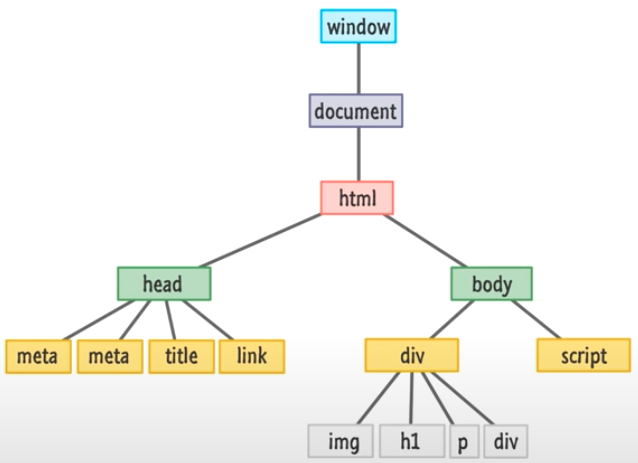 window
document
html
head body
meta meta title link div script
img h1 p div